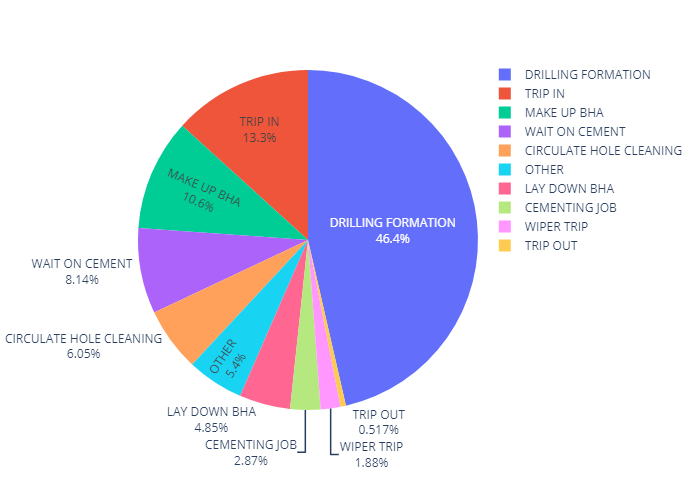 TRIP IN
13.3%
MAKE UP BHA
10.6%
DRILLING FORMATION
46.4%
WAIT ON CEMENT
8.14%
CIRCULATE HOLE CLEANING
6.05%
OTHER
5.4%
LAY DOWN BHA
4.85%
CEMENTING JOB
2.87%
TRIP OUT
0.517%
WIPER TRIP
1.88%
DRILLING FORMATION
TRIP IN
MAKE UP BHA
WAIT ON CEMENT
CIRCULATE HOLE CLEANING
OTHER
LAY DOWN BHA
CEMENTING JOB
WIPER TRIP
TRIP OUT